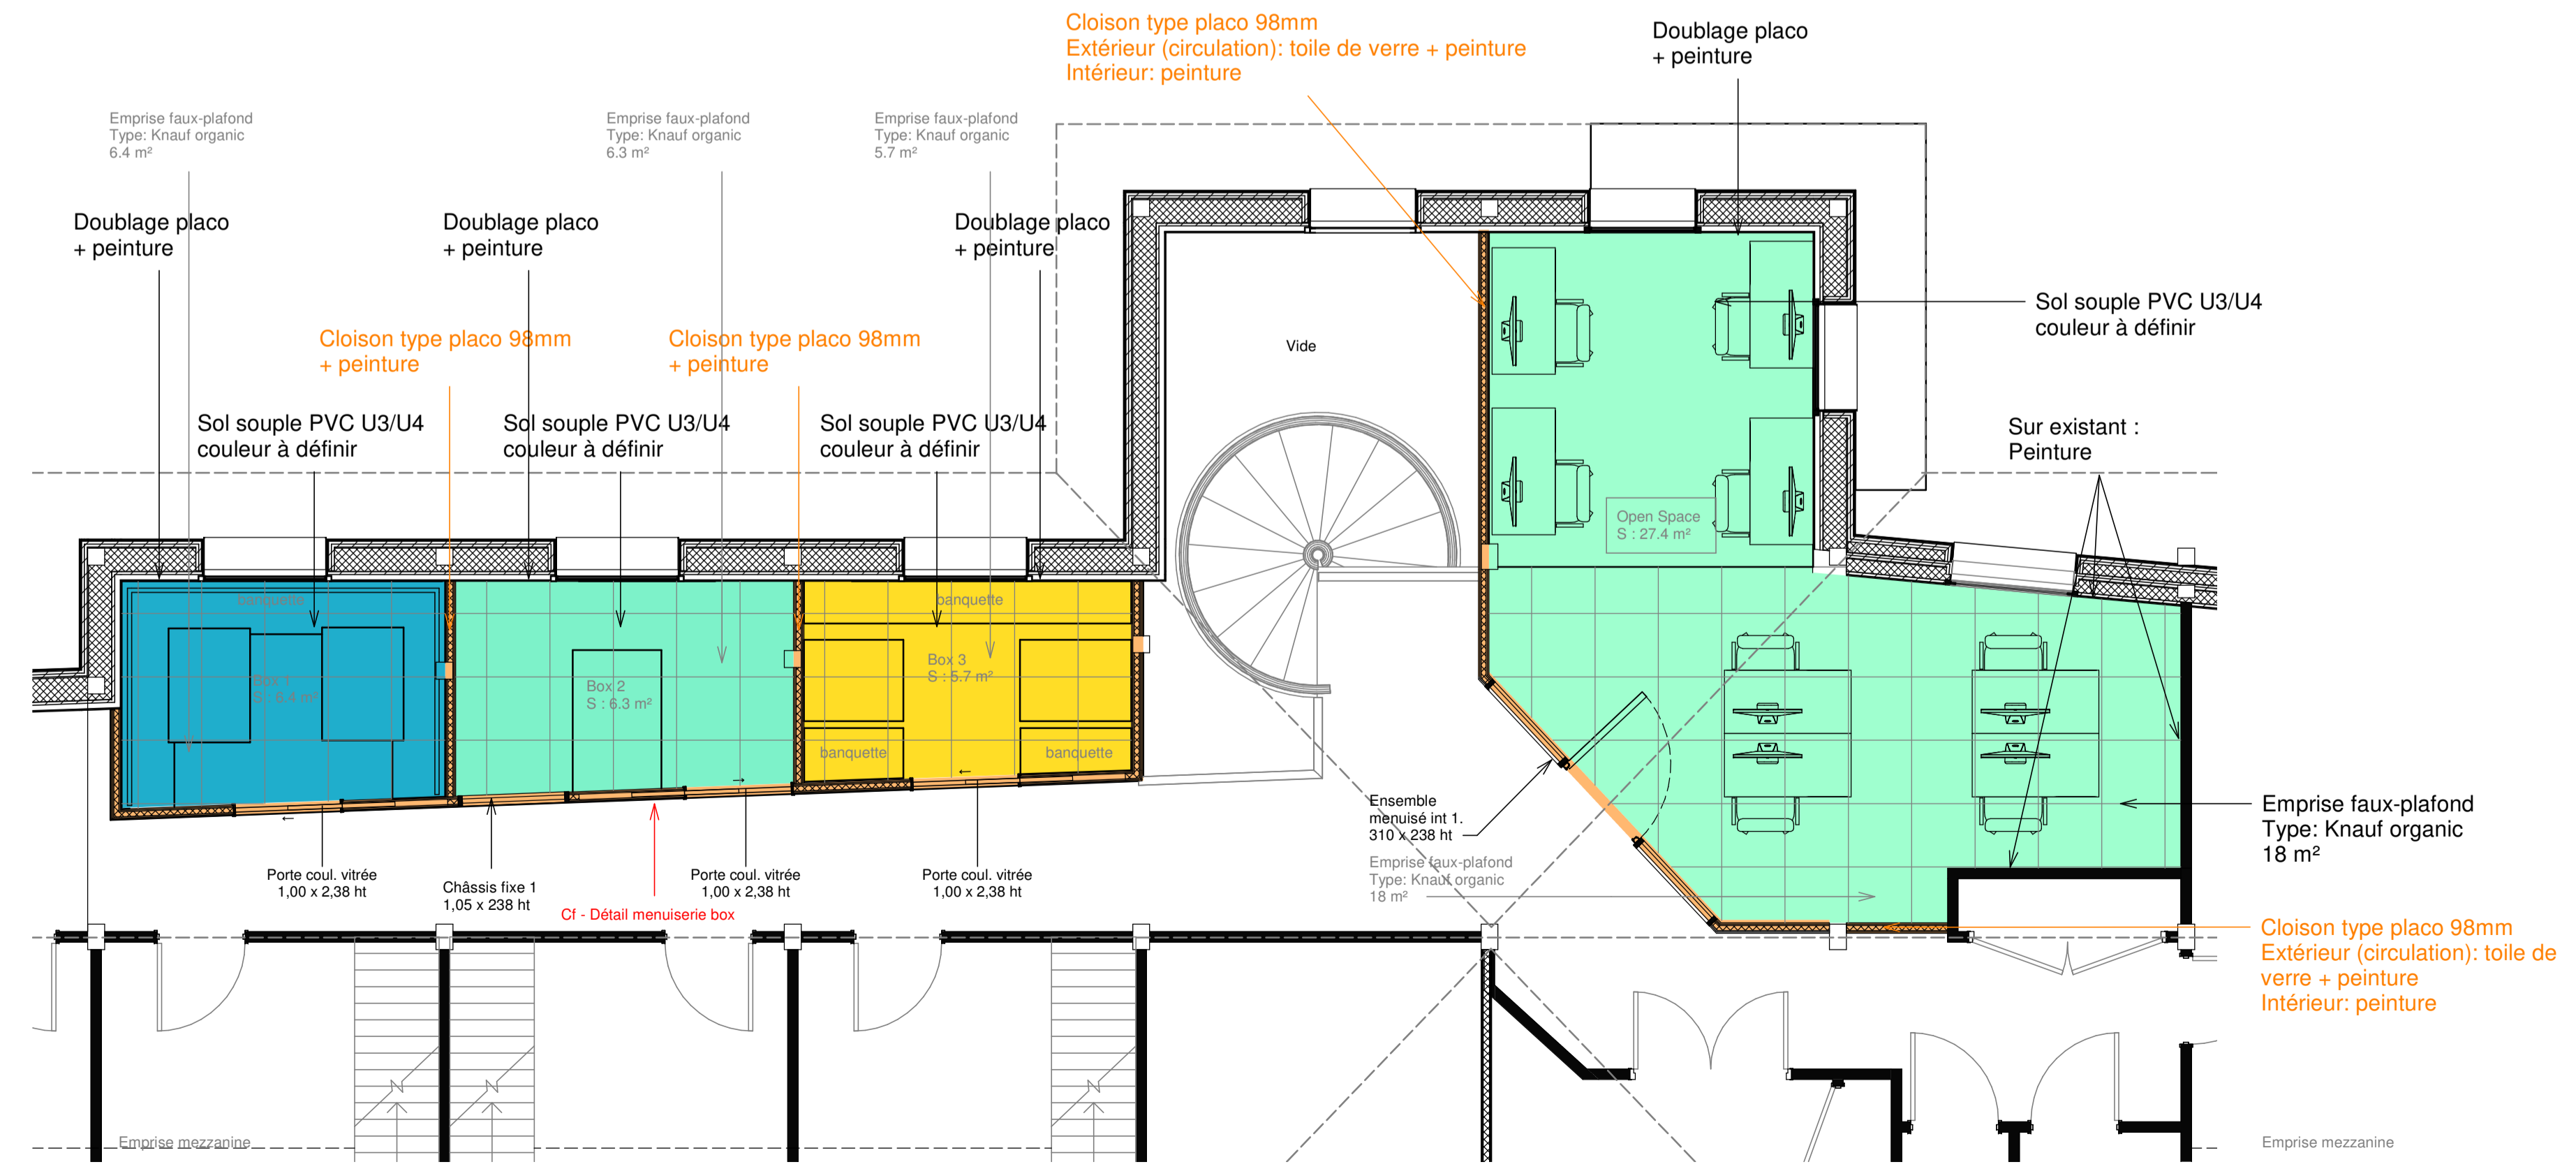 Cloison type placo 98mm
Extérieur (circulation): toile de verre + peinture
Intérieur: peinture
Doublage placo
+ peinture
Emprise faux-plafond
Type: Knauf organic
6.4 m²
Emprise faux-plafond
Type: Knauf organic
6.3 m²
Emprise faux-plafond
Type: Knauf organic
5.7 m²
Doublage placo
+ peinture
Doublage placo
+ peinture
Doublage placo
+ peinture
Sol souple PVC U3/U4
couleur à définir
Cloison type placo 98mm
+ peinture
Cloison type placo 98mm
+ peinture
Vide
Sol souple PVC U3/U4
couleur à définir
Sol souple PVC U3/U4
couleur à définir
Sol souple PVC U3/U4
couleur à définir
Sur existant :
Peinture
Open Space
S : 27.4 m²
banquette
banquette
Box 1
S : 6.4 m²
Box 2
S : 6.3 m²
Box 3
S : 5.7 m²
banquette
banquette
Ensemble
menuisé int 1.
310 x 238 ht
Emprise faux-plafond
Type: Knauf organic
18 m²
Emprise faux-plafond
Type: Knauf organic
18 m²
Porte coul. vitrée
1,00 x 2,38 ht
Châssis fixe 1
1,05 x 238 ht
Porte coul. vitrée
1,00 x 2,38 ht
Porte coul. vitrée
1,00 x 2,38 ht
Cf - Détail menuiserie box
Cloison type placo 98mm
Extérieur (circulation): toile de
verre + peinture
Intérieur: peinture
Emprise mezzanine
Emprise mezzanine